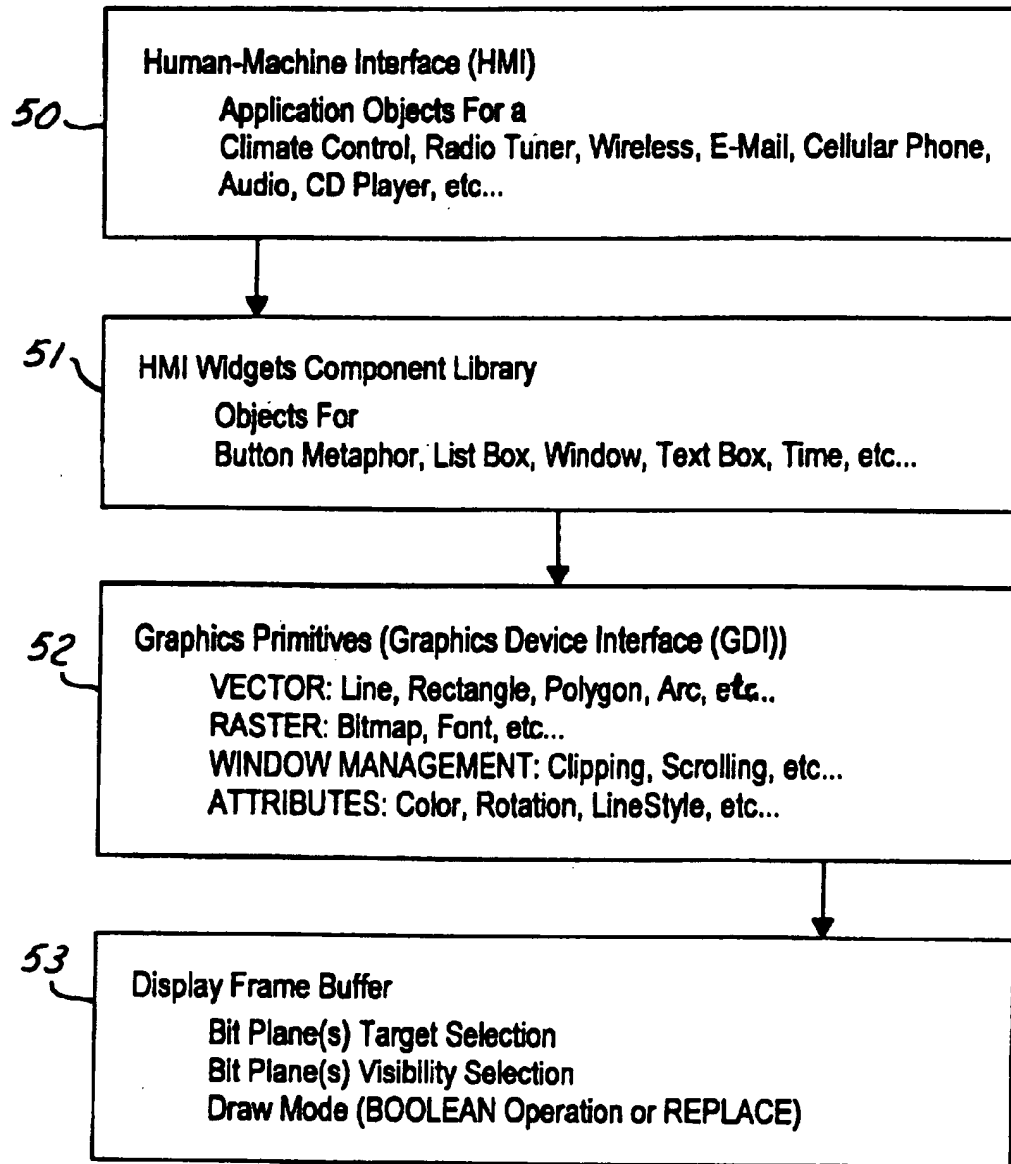 50
Human-Machine Interface (HMI)
Application Objects For a
Climate Control, Radio Tuner, Wireless, E-Mail, Cellular Phone,
Audio, CD Player, etc...
51
HMI Widgets Component Library
Objects For
Button Metaphor, List Box, Window, Text Box, Time, etc...
52
Graphics Primitives (Graphics Device Interface (GDI))
VECTOR: Line, Rectangle, Polygon, Arc, etc...
RASTER: Bitmap, Font, etc...
WINDOW MANAGEMENT: Clipping, Scrolling, etc...
ATTRIBUTES: Color, Rotation, LineStyle, etc...
53
Display Frame Buffer
Bit Plane(s) Target Selection
Bit Plane(s) Visibility Selection
Draw Mode (BOOLEAN Operation or REPLACE)